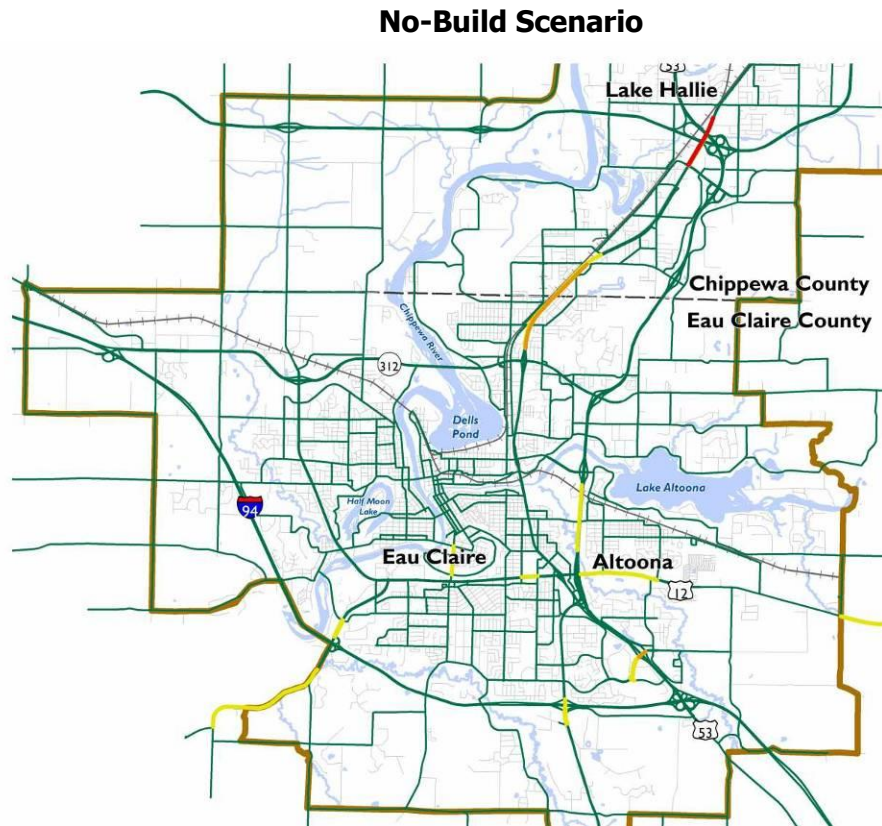 No-Build Scenario
53
Lake Hallie
Chippewa County
Eau Claire County
Chippewa River
312
Dells
Pond
Lake Altoona
Half Moon
Lake
94
Eau Claire
Altoona
12
53